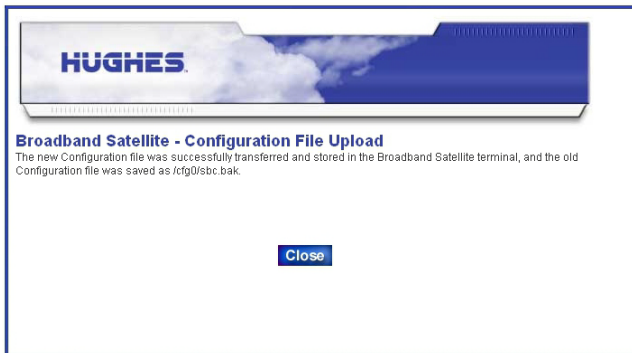 HUGHES
Broadband Satellite - Configuration File Upload
The new Configuration file was successfully transferred and stored in the Broadband Satellite terminal, and the old
Configuration file was saved as /cfg0/sbc.bak.
Close